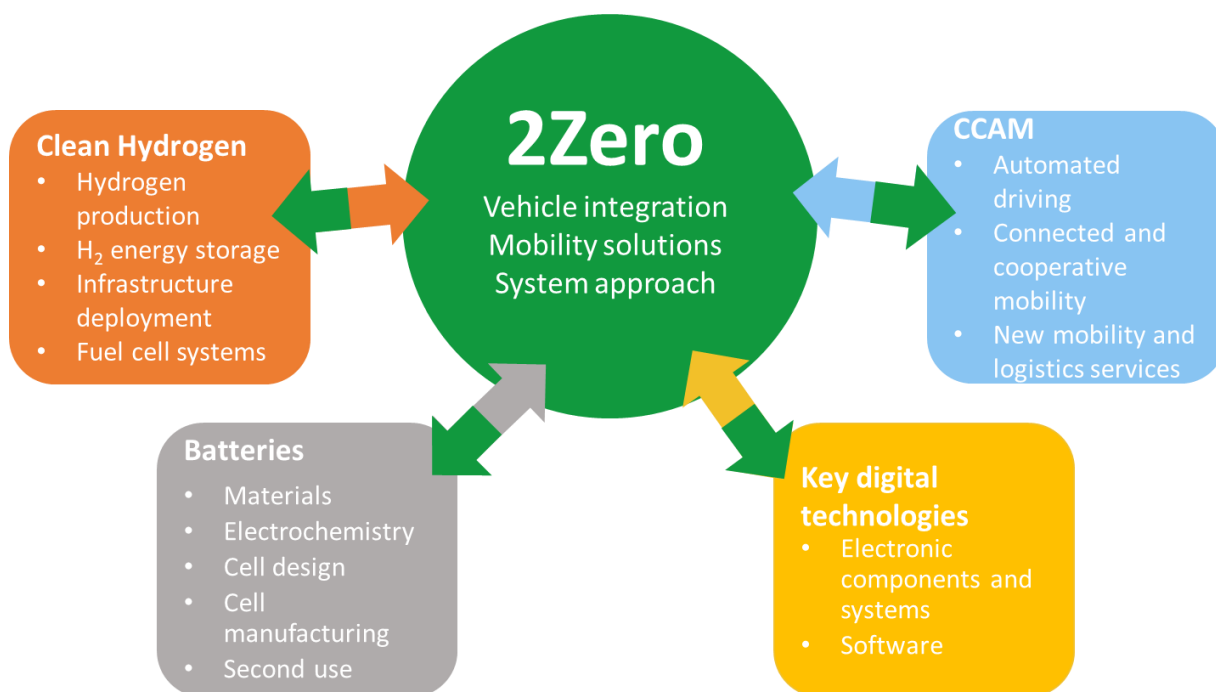 2Zero
Vehicle integration
Mobility solutions
System approach
Clean Hydrogen
• Hydrogen
production
• H₂ energy storage
• Infrastructure
deployment
• Fuel cell systems
CCAM
• Automated
driving
• Connected and
cooperative
mobility
• New mobility and
logistics services
Batteries
• Materials
• Electrochemistry
• Cell design
• Cell
manufacturing
• Second use
Key digital
technologies
• Electronic
components and
systems
• Software